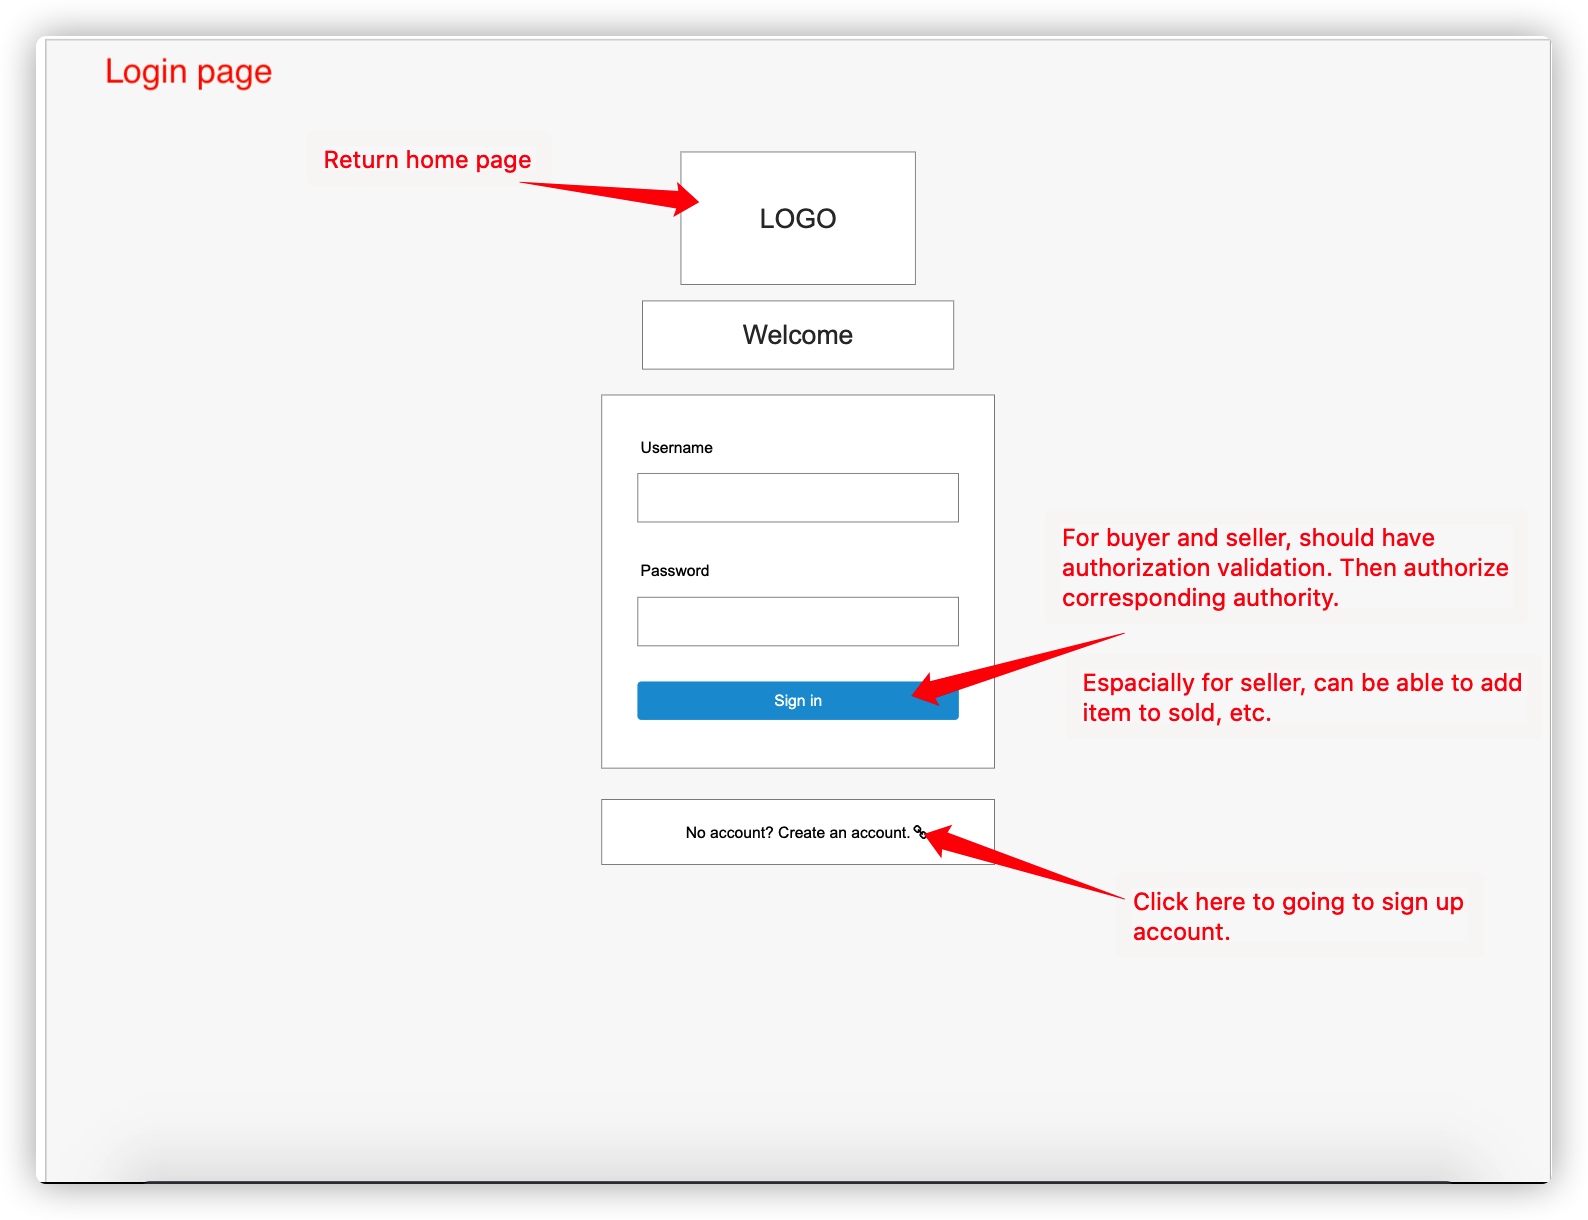 Login page
Return home page
LOGO
Welcome
Username
For buyer and seller, should have
authorization validation. Then authorize
corresponding authority.
Password
Espacially for seller, can be able to add
item to sold, etc.
Sign in
No account? Create an account.
Click here to going to sign up
account.